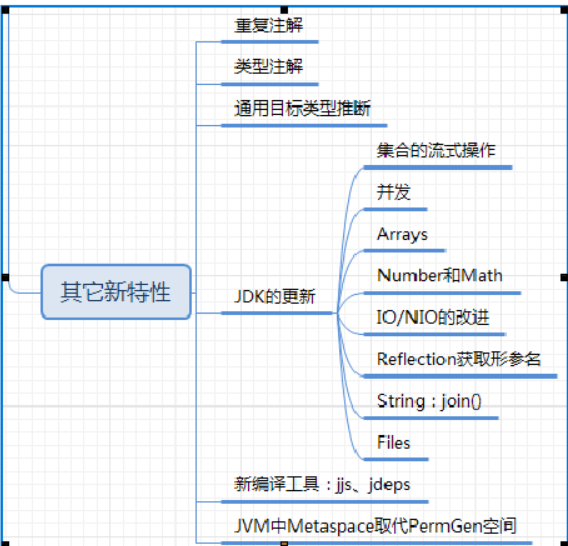 重复注解
类型注解
通用目标类型推断
集合的流式操作
并发
Arrays
Number和Math
其它新特性
JDK的更新
IO/NIO的改进
Reflection获取形参名
String：join()
Files
新编译工具：jjs、jdeps
JVM中Metaspace取代PermGen空间